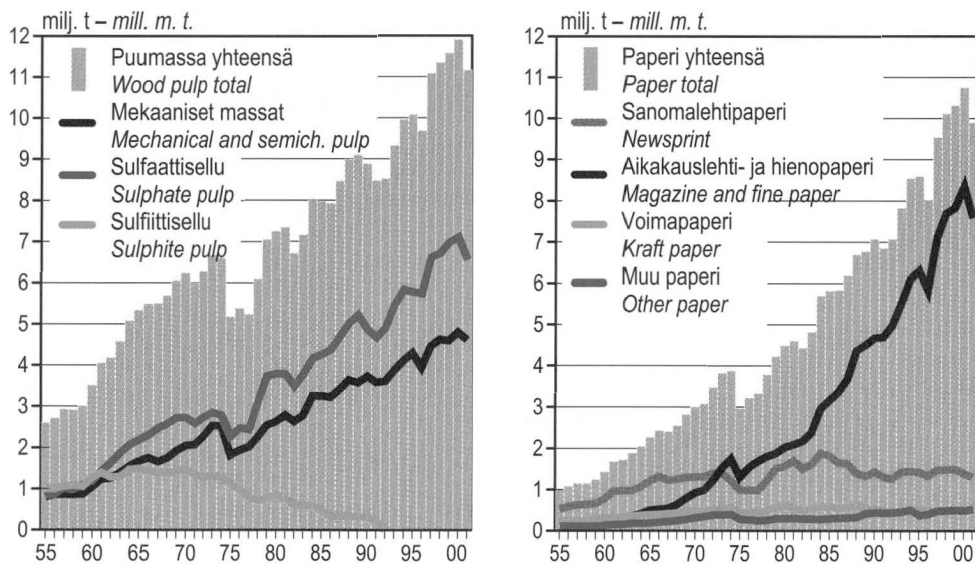 milj. t – mill. m. t.
12
11
10
9
8
7
6
5
4
3
2
1
0
Puumassa yhteensä
Wood pulp total
Mekaaniset massat
Mechanical and semich. pulp
Sulfaattisellu
Sulphate pulp
Sulfiittisellu
Sulphite pulp
55 60 65 70 75 80 85 90 95 00
milj. t – mill. m. t.
12
11
10
9
8
7
6
5
4
3
2
1
0
Paperi yhteensä
Paper total
Sanomalehtipaperi
Newsprint
Aikakauslehti- ja hienopaperi
Magazine and fine paper
Voimapaperi
Kraft paper
Muu paperi
Other paper
55 60 65 70 75 80 85 90 95 00